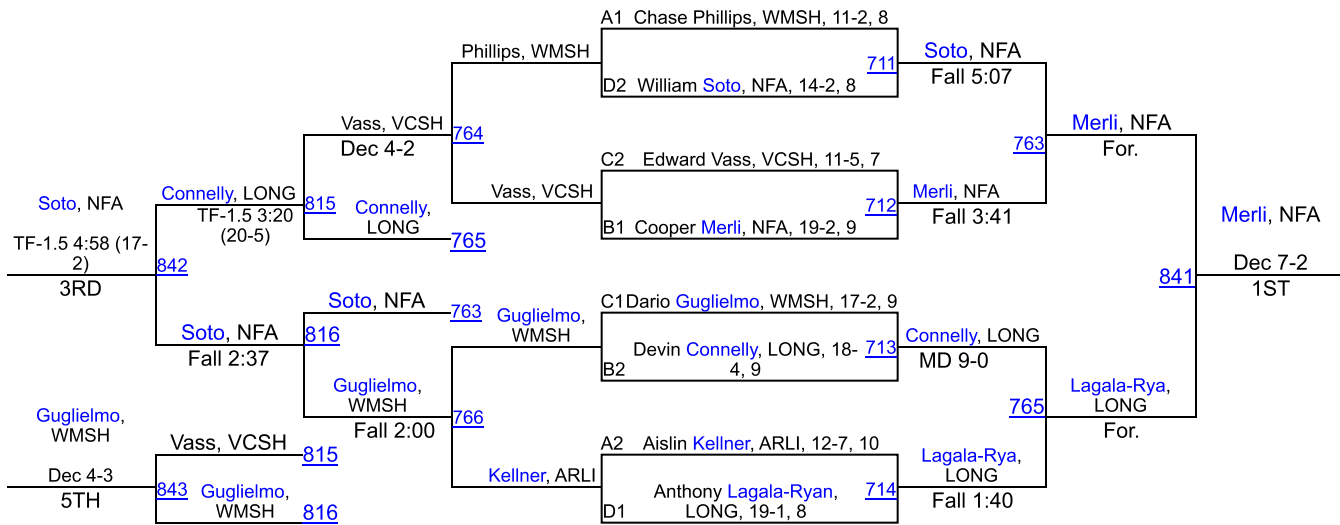 A1 Chase Phillips, WMSH, 11-2, 8
Phillips, WMSH
711
Soto, NFA
Fall 5:07
D2 William Soto, NFA, 14-2, 8
Vass, VCSH
Dec 4-2
764
763
Merli, NFA
For.
C2 Edward Vass, VCSH, 11-5, 7
Vass, VCSH
712
Merli, NFA
Fall 3:41
B1 Cooper Merli, NFA, 19-2, 9
Soto, NFA
TF-1.5 4:58 (17-
2)
3RD
Connelly, LONG
TF-1.5 3:20
(20-5)
815
Connelly,
LONG
765
842
Merli, NFA
Dec 7-2
1ST
841
Soto, NFA
Fall 2:37
816
Soto, NFA
763
Guglielmo,
WMSH
C1 Dario Guglielmo, WMSH, 17-2, 9
Devin Connelly, LONG, 18-
4, 9
B2
713
Connelly, LONG
MD 9-0
Guglielmo,
WMSH
Fall 2:00
766
765
Lagala-Rya,
LONG
For.
Guglielmo,
WMSH
Dec 4-3
5TH
Vass, VCSH
815
843
Guglielmo,
WMSH
816
Kellner, ARLI
A2 Aislin Kellner, ARLI, 12-7, 10
Anthony Lagala-Ryan,
LONG, 19-1, 8
D1
714
Lagala-Rya,
LONG
Fall 1:40